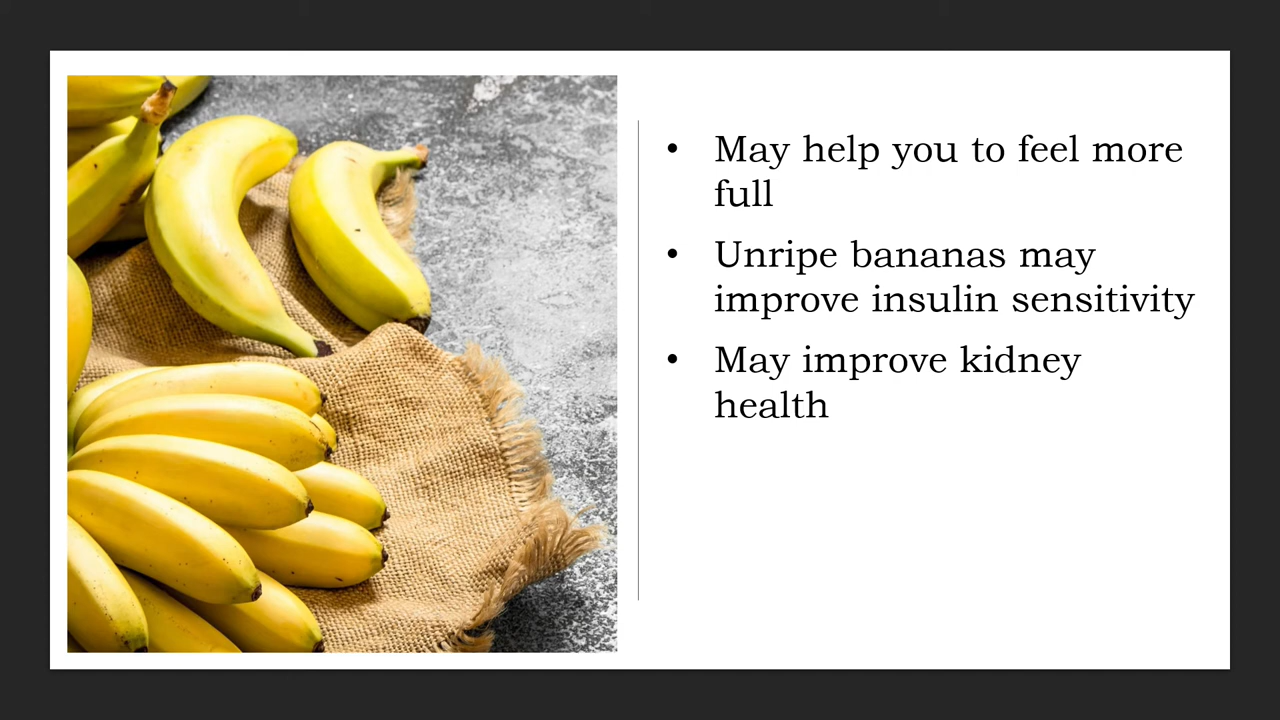 • May help you to feel more
full
• Unripe bananas may
improve insulin sensitivity
• May improve kidney
health